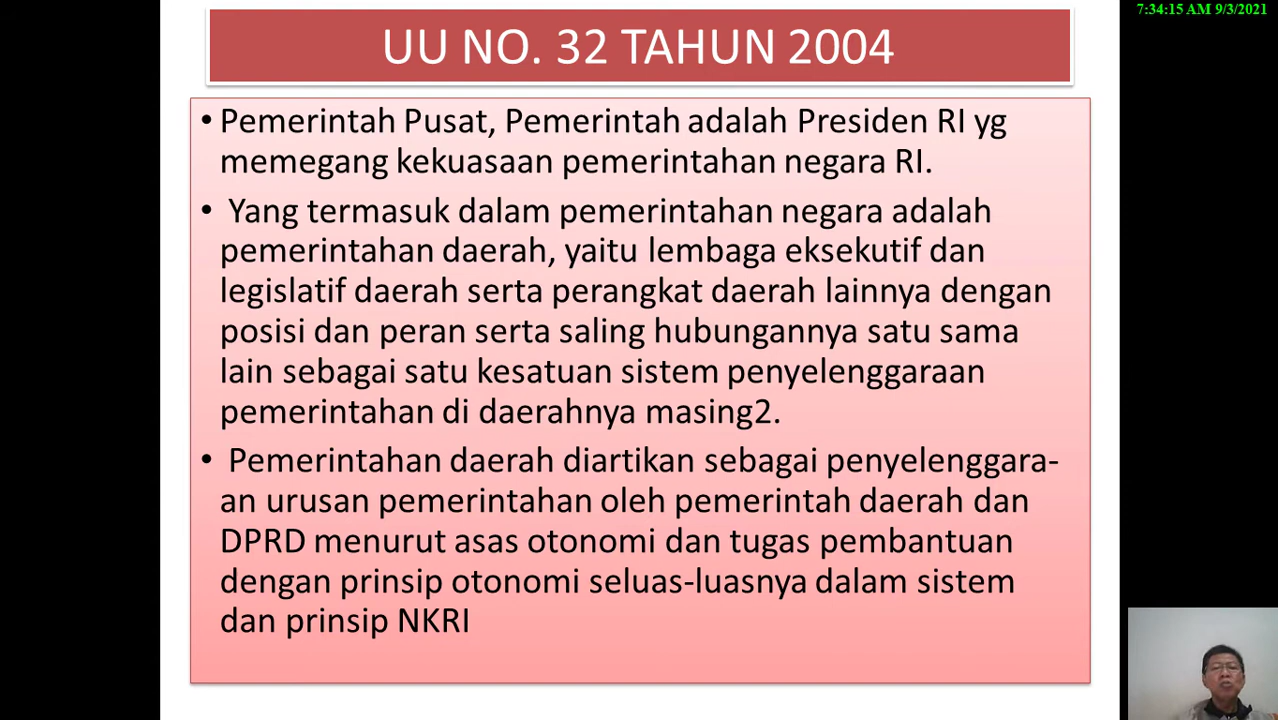 7:34:15 AM 9/3/2021
UU NO. 32 TAHUN 2004
• Pemerintah Pusat, Pemerintah adalah Presiden RI yg
memegang kekuasaan pemerintahan negara RI.
• Yang termasuk dalam pemerintahan negara adalah
pemerintahan daerah, yaitu lembaga eksekutif dan
legislatif daerah serta perangkat daerah lainnya dengan
posisi dan peran serta saling hubungannya satu sama
lain sebagai satu kesatuan sistem penyelenggaraan
pemerintahan di daerahnya masing2.
• Pemerintahan daerah diartikan sebagai penyelenggara-
an urusan pemerintahan oleh pemerintah daerah dan
DPRD menurut asas otonomi dan tugas pembantuan
dengan prinsip otonomi seluas-luasnya dalam sistem
dan prinsip NKRI